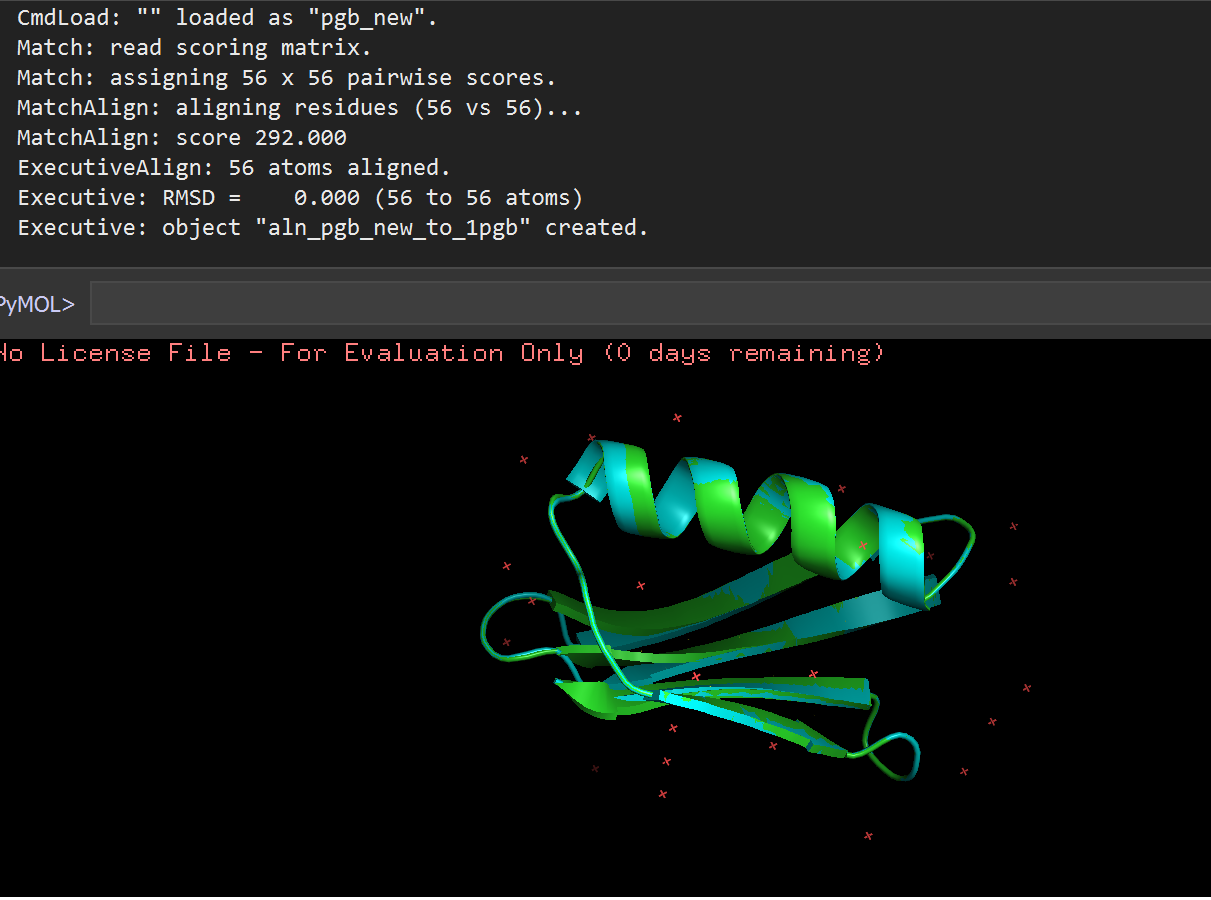 CmdLoad: "" loaded as "pgb_new".
Match: read scoring matrix.
Match: assigning 56 x 56 pairwise scores.
MatchAlign: aligning residues (56 vs 56)...
MatchAlign: score 292.000
ExecutiveAlign: 56 atoms aligned.
Executive: RMSD =    0.000 (56 to 56 atoms)
Executive: object "aln_pgb_new_to_1pgb" created.
PyMOL>
No License File - For Evaluation Only (0 days remaining)